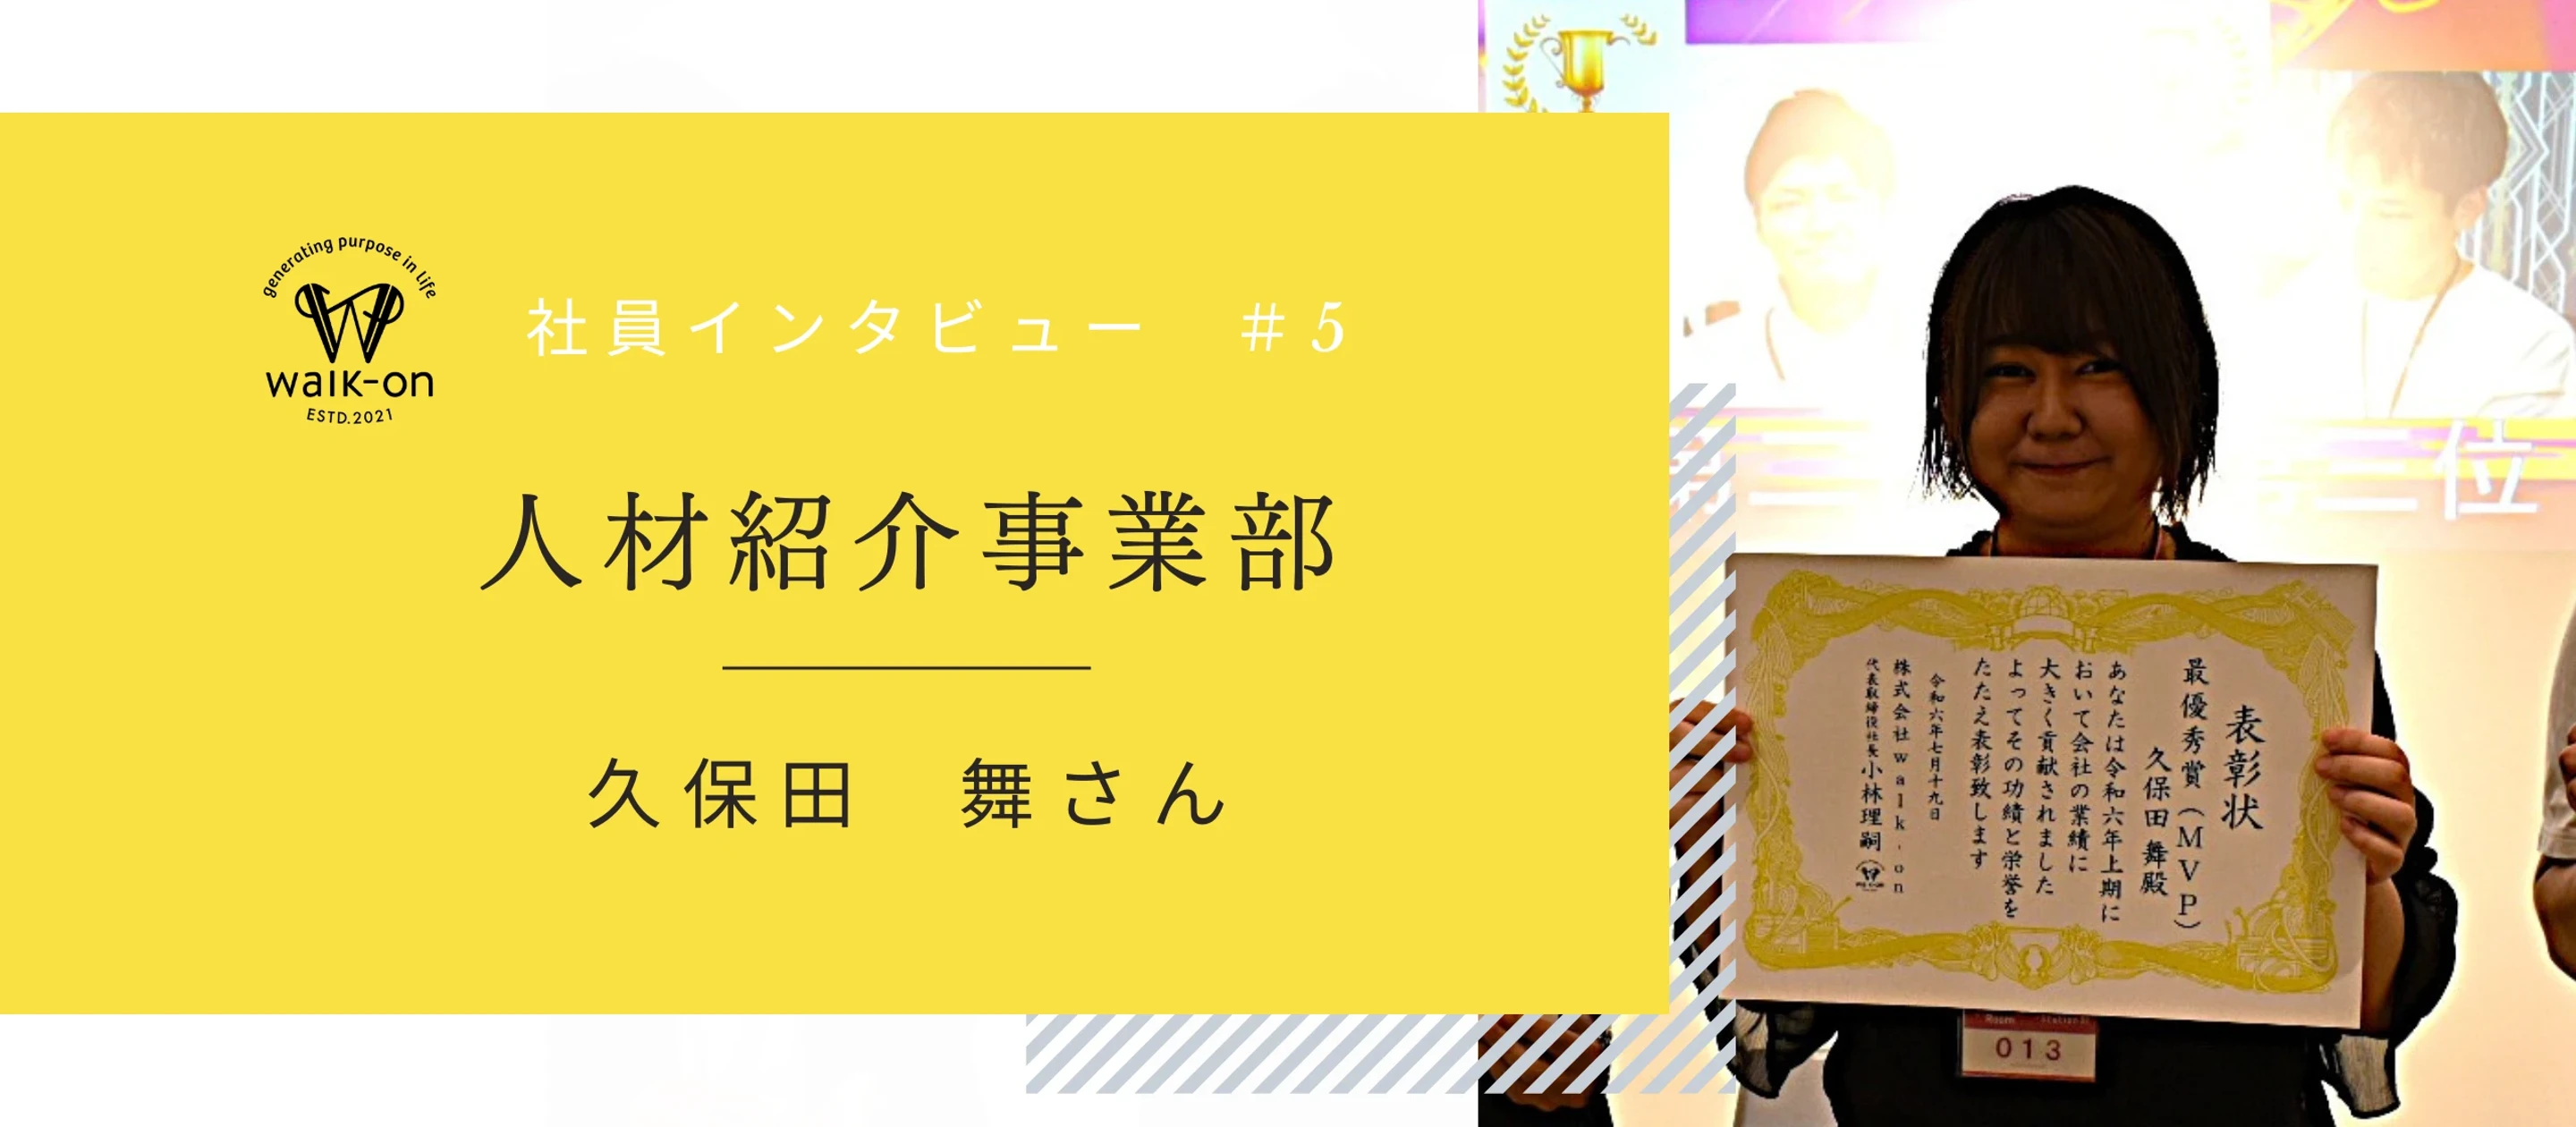 generating purpose in life
walk-on
ESTD.2021
社員インタビュー　＃5
人材紹介事業部
久保田　舞さん
二位
表彰状
最優秀賞（MVP）
久保田 舞殿
あなたは令和六年上期に
おいて会社の業績に
大きく貢献されました
よってその功績と栄誉を
たたえ表彰致します
令和六年七月十九日
株式会社walk-on
代表取締役社長小林理嗣
013